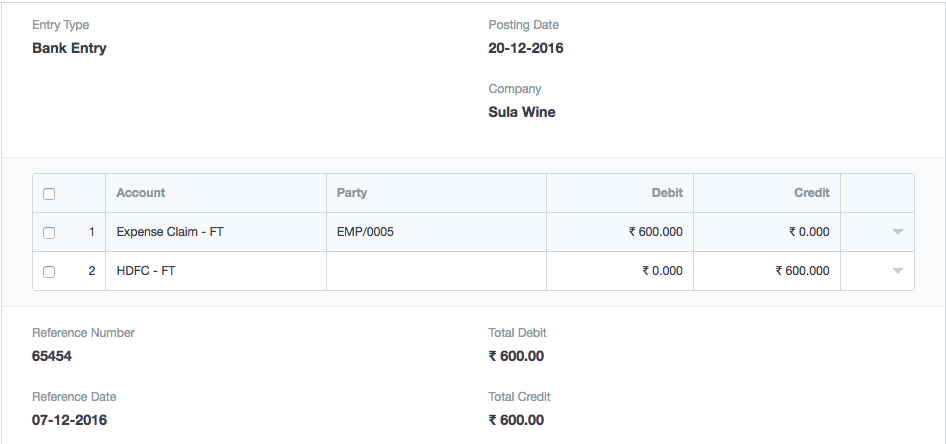 Entry Type
Bank Entry
Posting Date
20-12-2016
Company
Sula Wine
Account Party Debit Credit
1 Expense Claim - FT EMP/0005 ₹ 600.000 ₹ 0.000
2 HDFC - FT ₹ 0.000 ₹ 600.000
Reference Number
65454
Total Debit
₹ 600.00
Reference Date
07-12-2016
Total Credit
₹ 600.00